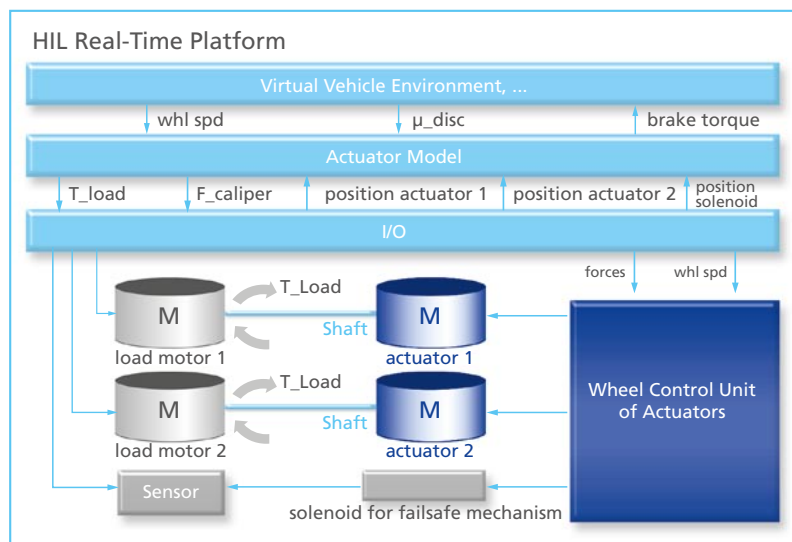 HIL Real-Time Platform
Virtual Vehicle Environment, ...
whl spd
µ_disc
brake torque
Actuator Model
T_load
F_caliper
position actuator 1
position actuator 2
position
solenoid
I/O
forces
whl spd
T_Load
M
Shaft
M
load motor 1
actuator 1
T_Load
M
Shaft
M
load motor 2
actuator 2
Wheel Control Unit
of Actuators
Sensor
solenoid for failsafe mechanism